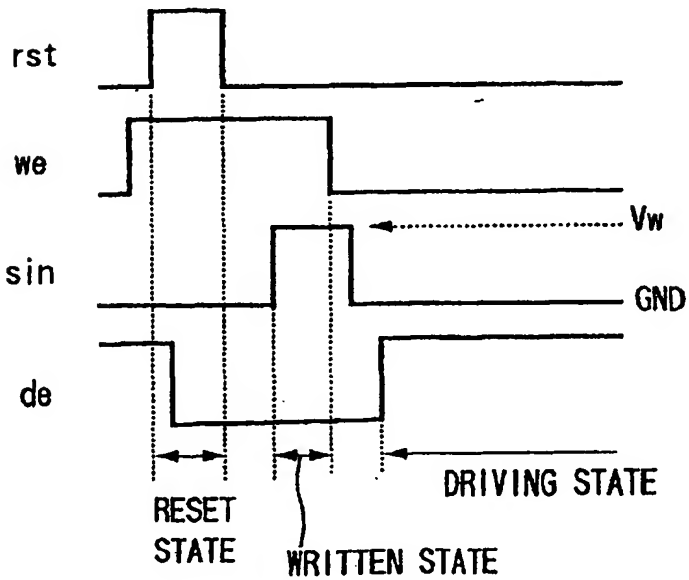 rst
we
Vw
sin
GND
de
DRIVING STATE
RESET
STATE
WRITTEN STATE